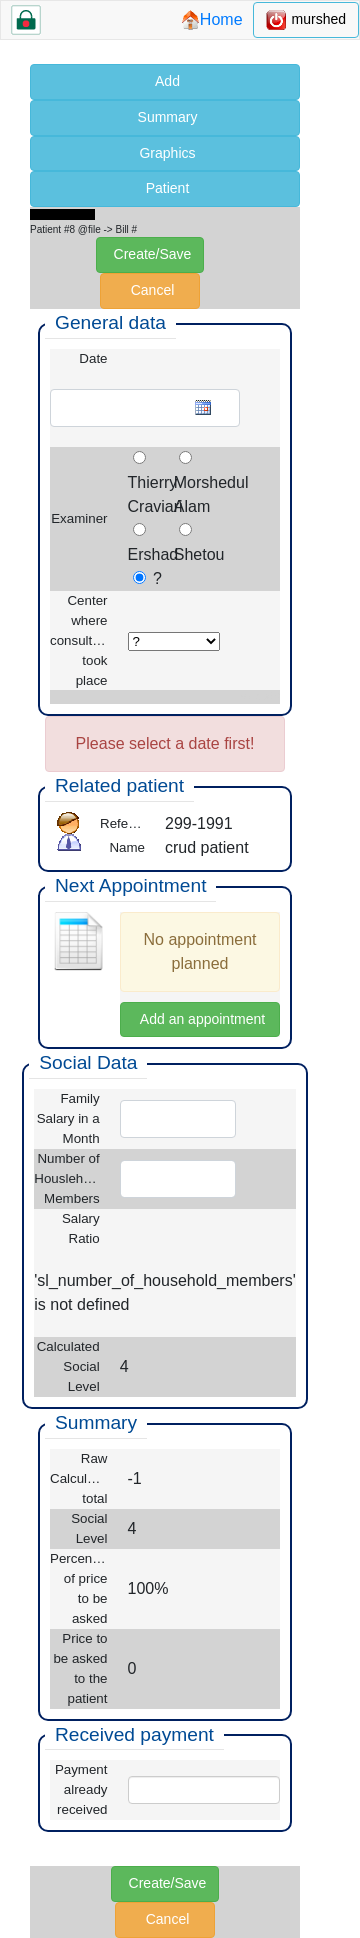 Home murshed
Add
Summary
Graphics
Patient
Patient #8 @file -> Bill #
Create/Save
Cancel
General data
Date
Examiner
Thierry Cravian
Morshedul Alam
Ershad
Shetou
?
Center
where
consult…
took
place
?
Please select a date first!
Related patient
Refe… 299-1991
Name crud patient
Next Appointment
No appointment
planned
Add an appointment
Social Data
Family
Salary in a
Month
Number of
Househ…
Members
Salary
Ratio
'sl_number_of_household_members'
is not defined
Calculated
Social
Level
4
Summary
Raw
Calcul…
total
-1
Social
Level
4
Percen…
of price
to be
asked
100%
Price to
be asked
to the
patient
0
Received payment
Payment
already
received
Create/Save
Cancel